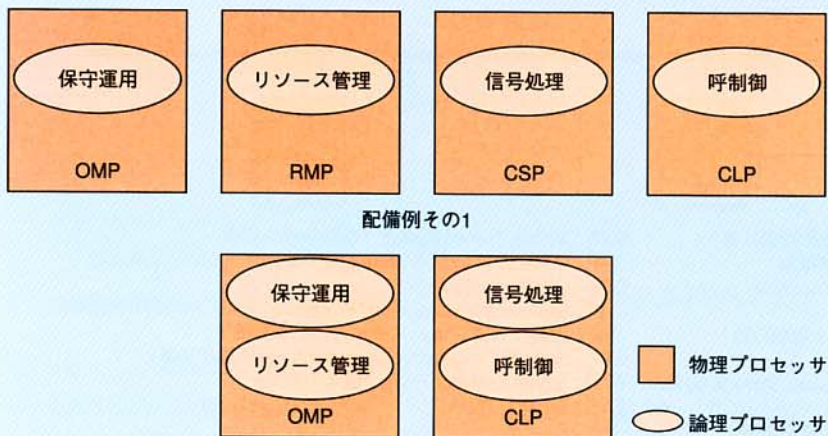 保守運用
リソース管理
信号処理
呼制御
OMP
RMP
CSP
CLP
配備例その1
保守運用
信号処理
リソース管理
呼制御
OMP
CLP
物理プロセッサ
論理プロセッサ